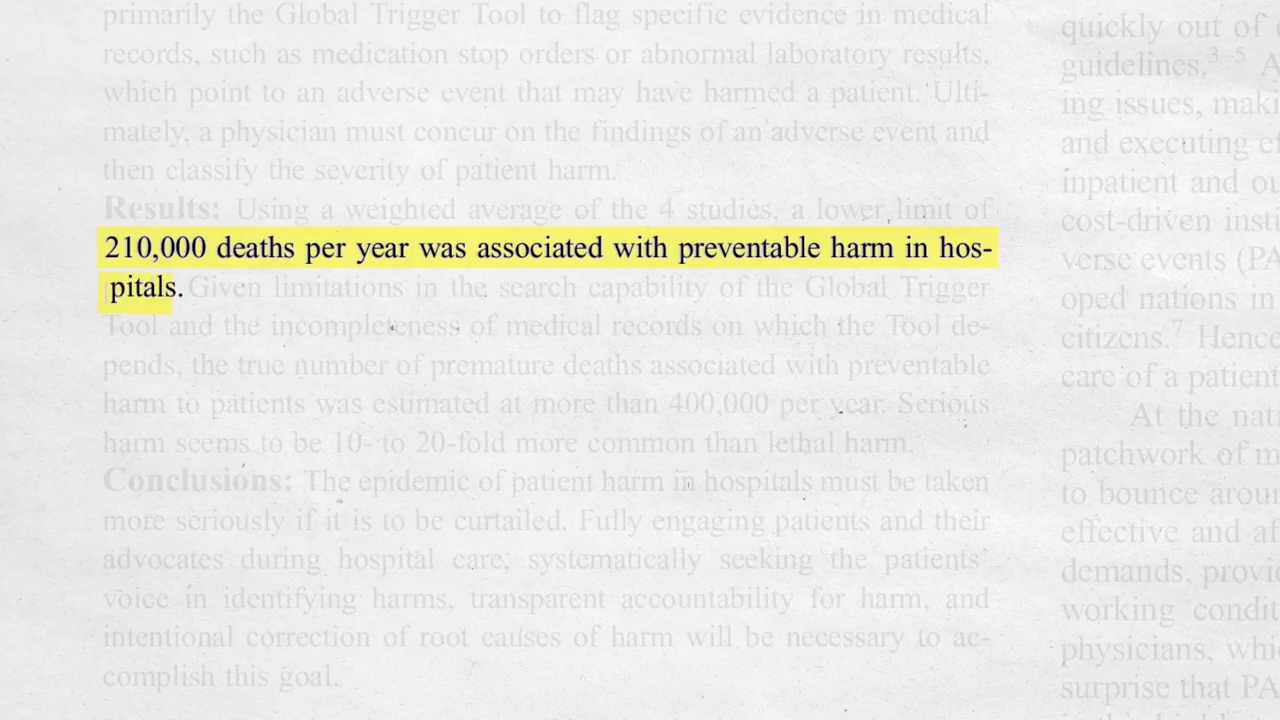 primarily the Global Trigger Tool to flag specific evidence in medical
records, such as medication stop orders or abnormal laboratory results,
which point to an adverse event that may have harmed a patient. Ulti-
mately, a physician must concur on the findings of an adverse event and
then classify the severity of patient harm.
Results: Using a weighted average of the 4 studies, a lower limit of
210,000 deaths per year was associated with preventable harm in hos-
pitals. Given limitations in the search capability of the Global Trigger
Tool and the incompleteness of medical records on which the Tool de-
pends, the true number of premature deaths associated with preventable
harm to patients was estimated at more than 400,000 per year. Serious
harm seems to be 10- to 20-fold more common than lethal harm.
Conclusions: The epidemic of patient harm in hospitals must be taken
more seriously if it is to be curtailed. Fully engaging patients and their
advocates during hospital care, systematically seeking the patients'
voice in identifying harms, transparent accountability for harm, and
intentional correction of root causes of harm will be necessary to ac-
complish this goal.
quickly out of
guidelines.3–5
ing issues,
and executing
inpatient and
cost-driven
verse events
oped nations in
citizens.7 Hence
care of a patient
At the
patchwork of
to bounce
effective and
demands,
working
physicians,
surprise that